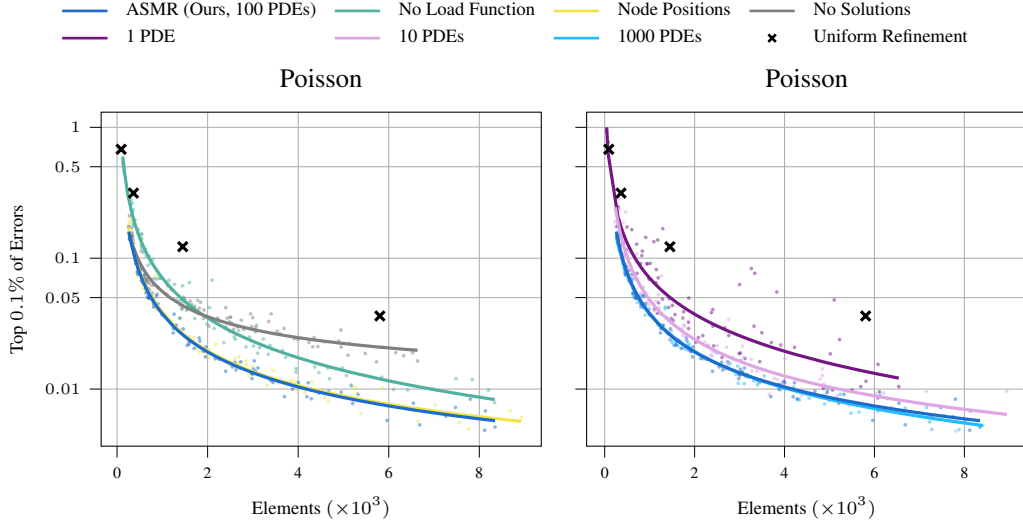 ASMR (Ours, 100 PDEs) No Load Function Node Positions No Solutions
1 PDE 10 PDEs 1000 PDEs Uniform Refinement
Poisson Poisson
Top 0.1% of Errors
1
0.5
0.1
0.05
0.01
0 2 4 6 8 0 2 4 6 8
Elements (×10³) Elements (×10³)